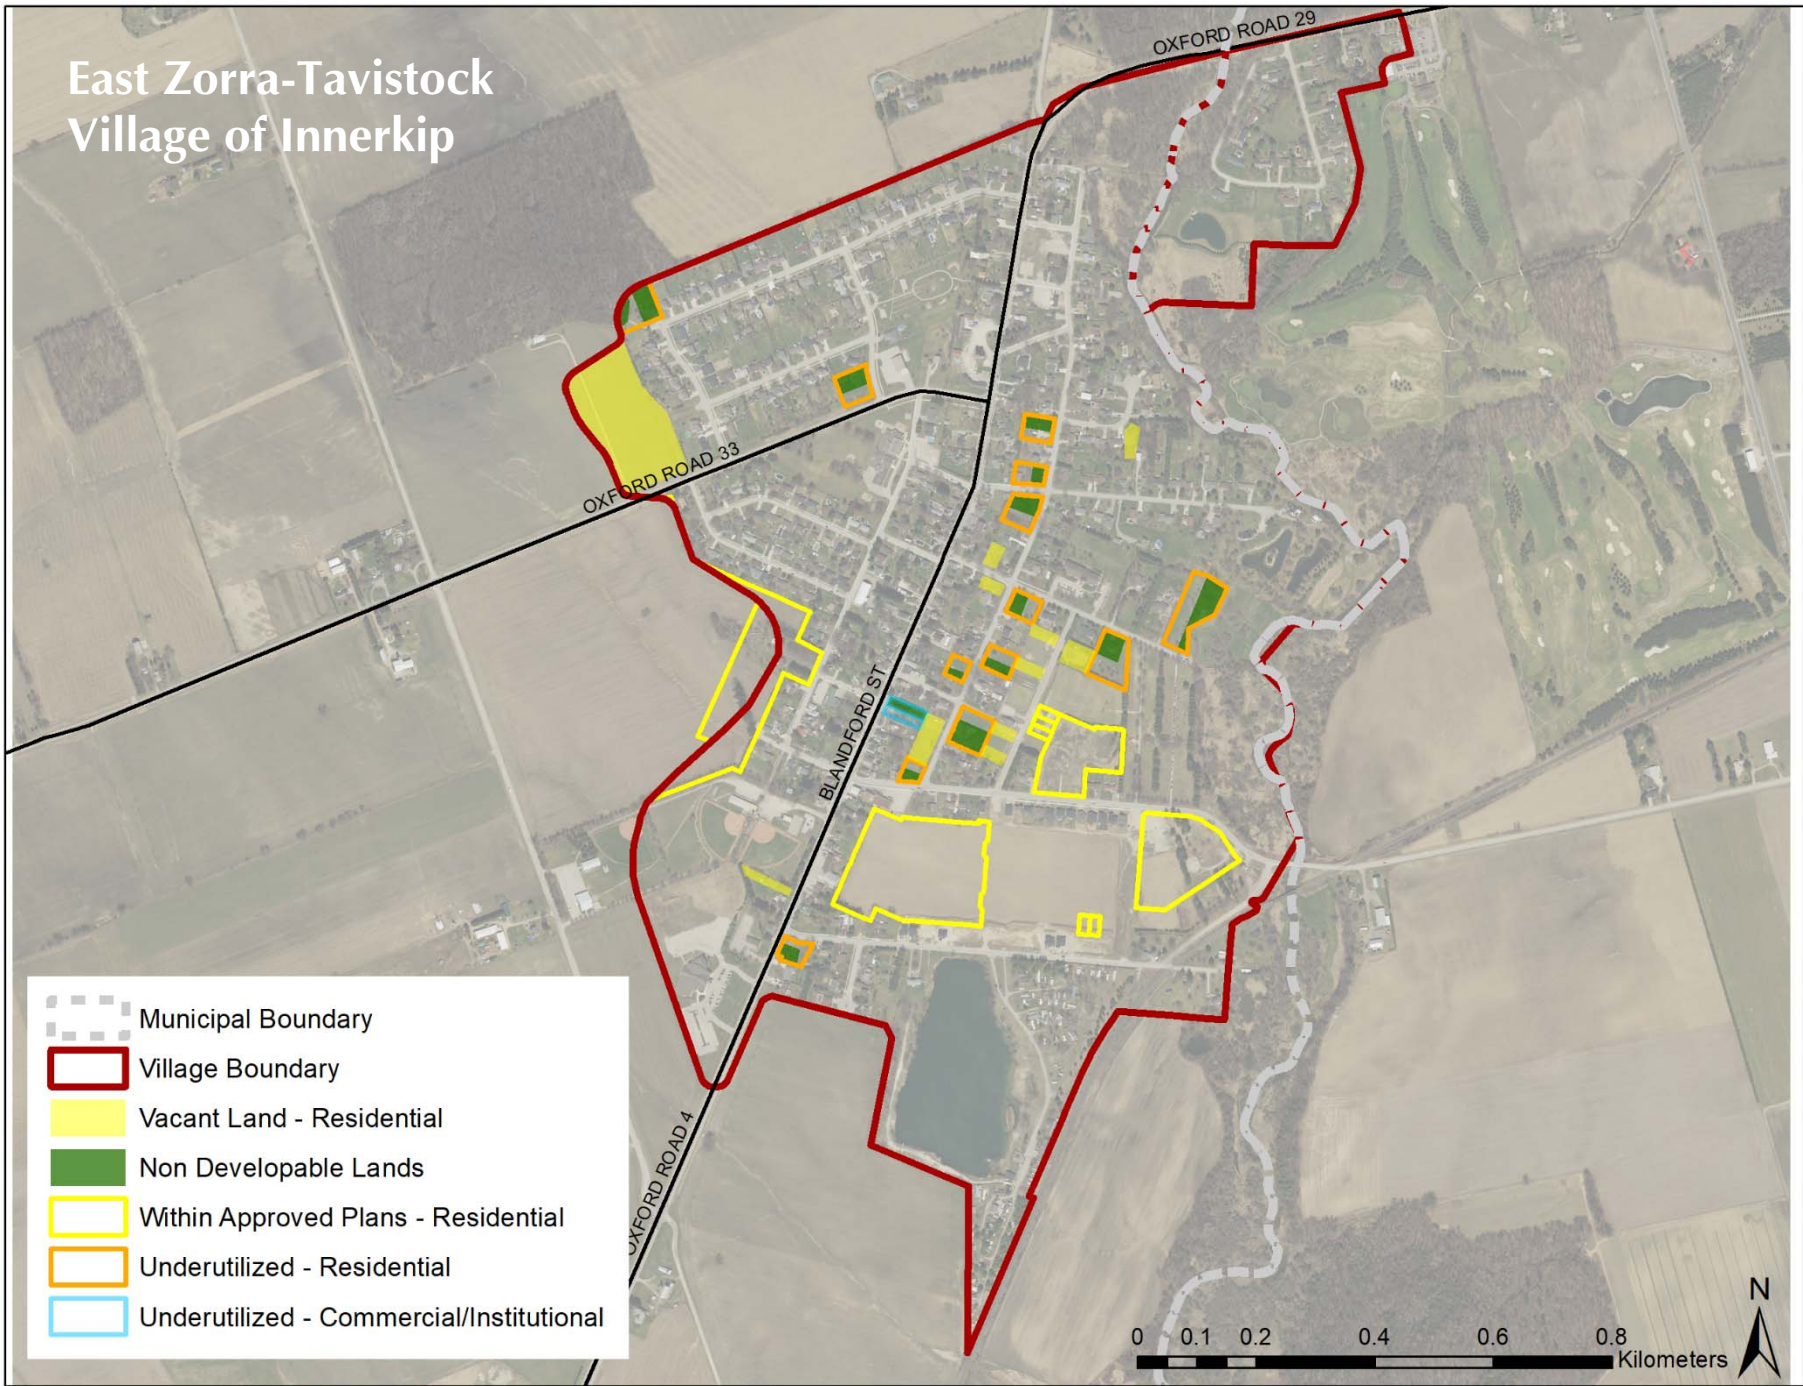 East Zorra-Tavistock
Village of Innerkip
OXFORD ROAD 29
OXFORD ROAD 33
BLANDFORD ST
OXFORD ROAD 4
Municipal Boundary
Village Boundary
Vacant Land - Residential
Non Developable Lands
Within Approved Plans - Residential
Underutilized - Residential
Underutilized - Commercial/Institutional
N
0 0.1 0.2 0.4 0.6 0.8
Kilometers